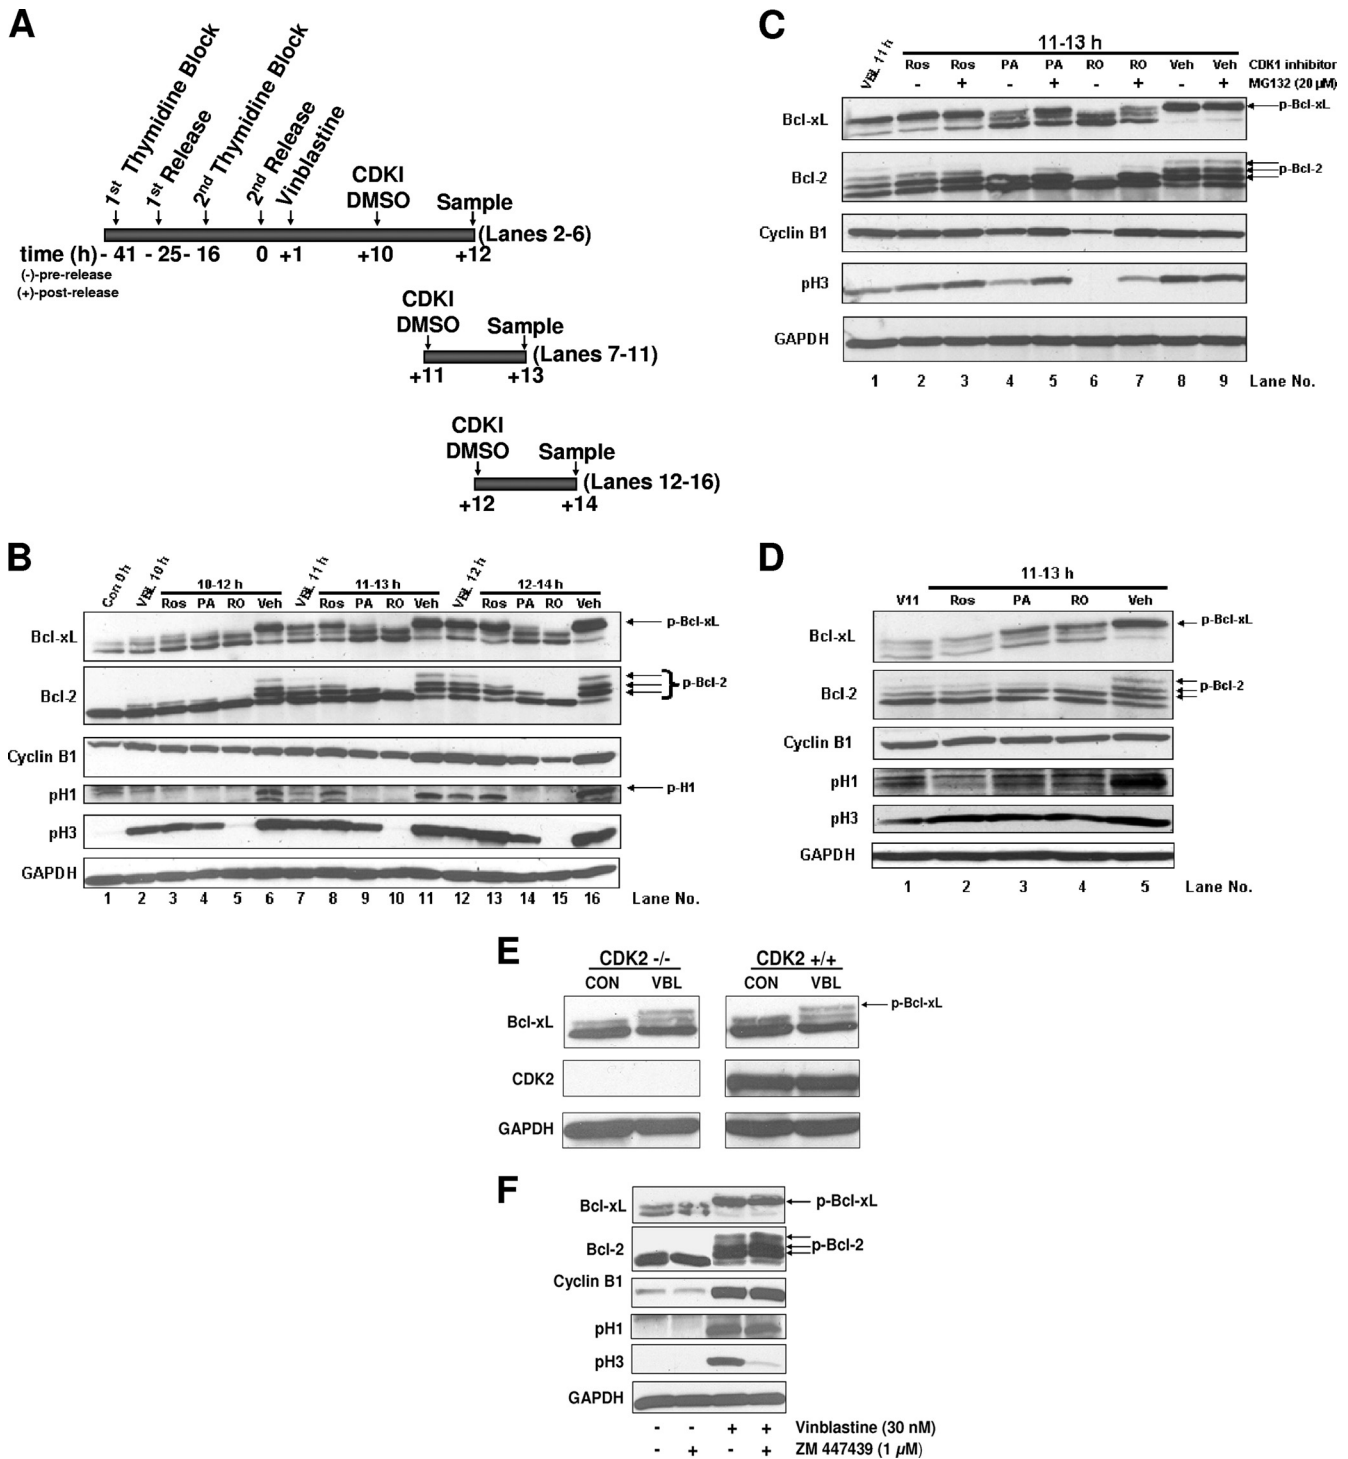 A
1st Thymidine Block
1st Release
2nd Thymidine Block
2nd Release
Vinblastine
CDKI
DMSO
Sample
(Lanes 2-6)
time (h) - 41 - 25 - 16 0 +1 +10 +12
(-)-pre-release
(+)-post-release
CDKI
DMSO
Sample
(Lanes 7-11)
+11 +13
CDKI
DMSO
Sample
(Lanes 12-16)
+12 +14
B
Con 0 h
VBL 10 h
10-12 h
VBL 11 h
11-13 h
VBL 12 h
12-14 h
Ros PA RO Veh Ros PA RO Veh Ros PA RO Veh
Bcl-xL
p-Bcl-xL
Bcl-2
p-Bcl-2
Cyclin B1
pH1
p-H1
pH3
GAPDH
1 2 3 4 5 6 7 8 9 10 11 12 13 14 15 16 Lane No.
C
VBL 11 h
11-13 h
Ros Ros PA PA RO RO Veh Veh CDK1 inhibitor
- + - + - + - + MG132 (20 µM)
Bcl-xL
p-Bcl-xL
Bcl-2
p-Bcl-2
Cyclin B1
pH3
GAPDH
1 2 3 4 5 6 7 8 9 Lane No.
D
11-13 h
V11 Ros PA RO Veh
Bcl-xL
p-Bcl-xL
Bcl-2
p-Bcl-2
Cyclin B1
pH1
pH3
GAPDH
1 2 3 4 5 Lane No.
E
CDK2 -/- CDK2 +/+
CON VBL CON VBL
Bcl-xL
p-Bcl-xL
CDK2
GAPDH
F
Bcl-xL
p-Bcl-xL
Bcl-2
p-Bcl-2
Cyclin B1
pH1
pH3
GAPDH
- - + + Vinblastine (30 nM)
- + - + ZM 447439 (1 µM)